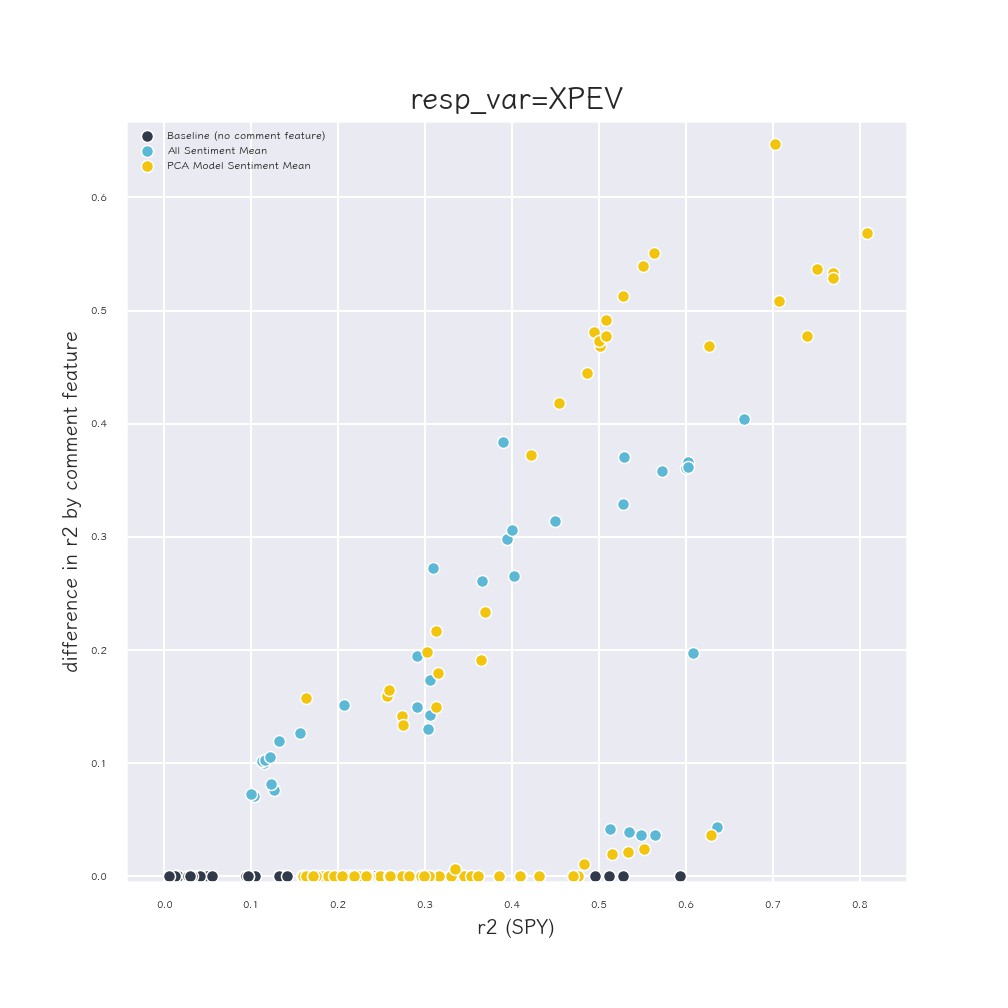 resp_var=XPEV
Baseline (no comment feature)
All Sentiment Mean
PCA Model Sentiment Mean
difference in r2 by comment feature
0.6
0.5
0.4
0.3
0.2
0.1
0.0
0.0 0.1 0.2 0.3 0.4 0.5 0.6 0.7 0.8
r2 (SPY)